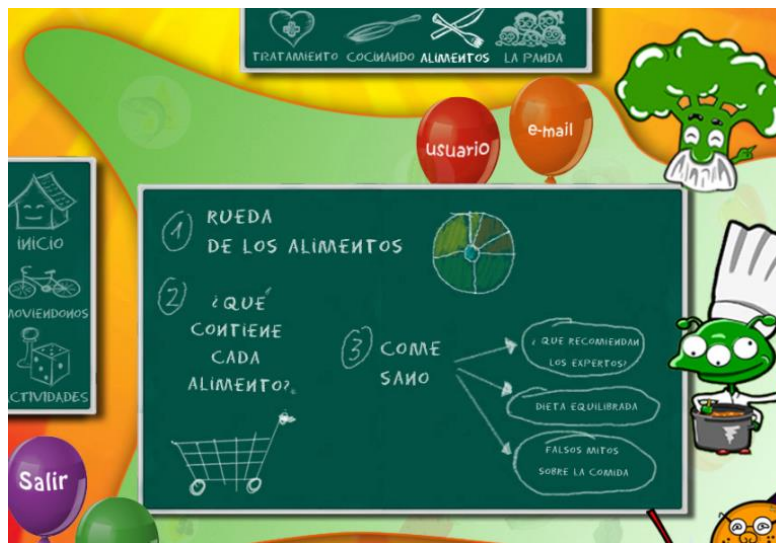 TRATAMIENTO COCINANDO ALIMENTOS LA PANDA
usuario
e-mail
INICIO
MOVIENDONOS
ACTIVIDADES
Salir
1 RUEDA
DE LOS ALIMENTOS
2 ¿QUÉ
CONTIENE
CADA
ALIMENTO?
3 COME
SANO
¿QUE RECOMIENDAN
LOS EXPERTOS?
DIETA EQUILIBRADA
FALSOS MITOS
SOBRE LA COMIDA